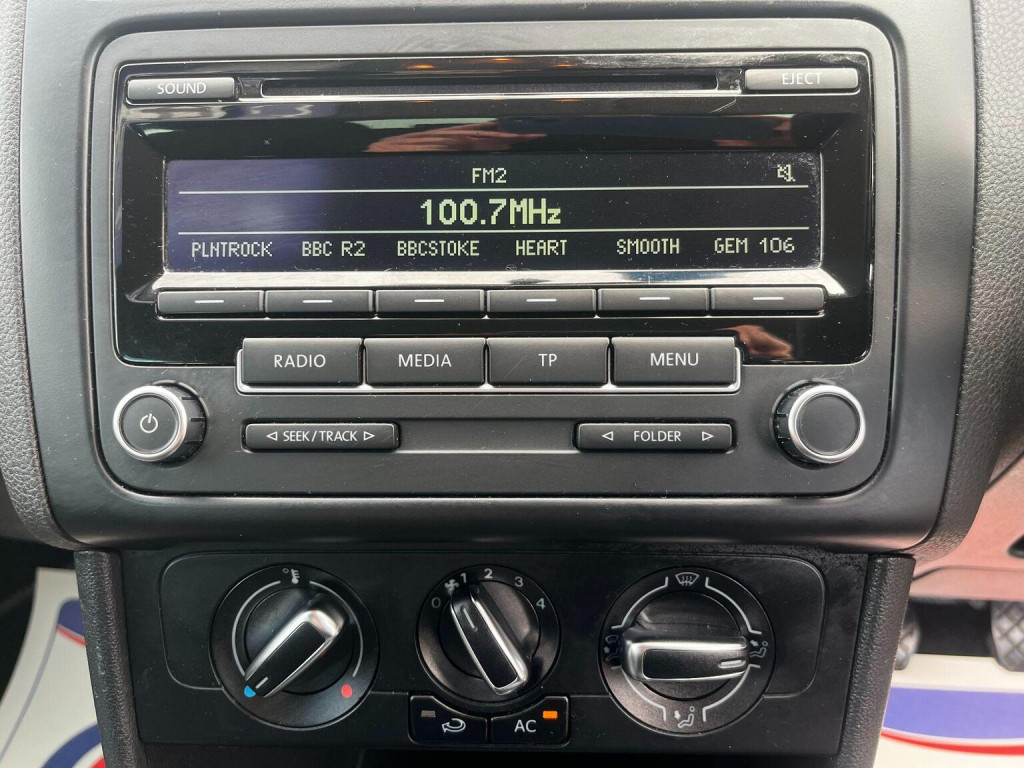 SOUND EJECT
FM2
100.7MHz
PLNTROCK BBC R2 BBCSTOKE HEART SMOOTH GEM 106
RADIO MEDIA TP MENU
SEEK/TRACK FOLDER
0 1 2 3 4
AC